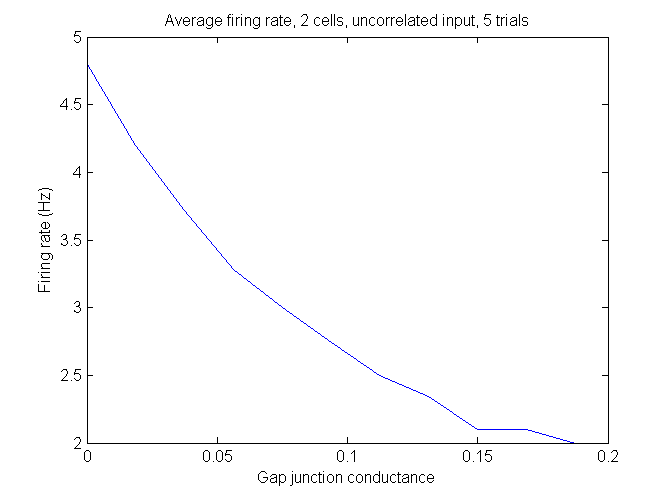 Average firing rate, 2 cells, uncorrelated input, 5 trials
5
4.5
4
3.5
3
2.5
2
Firing rate (Hz)
0 0.05 0.1 0.15 0.2
Gap junction conductance